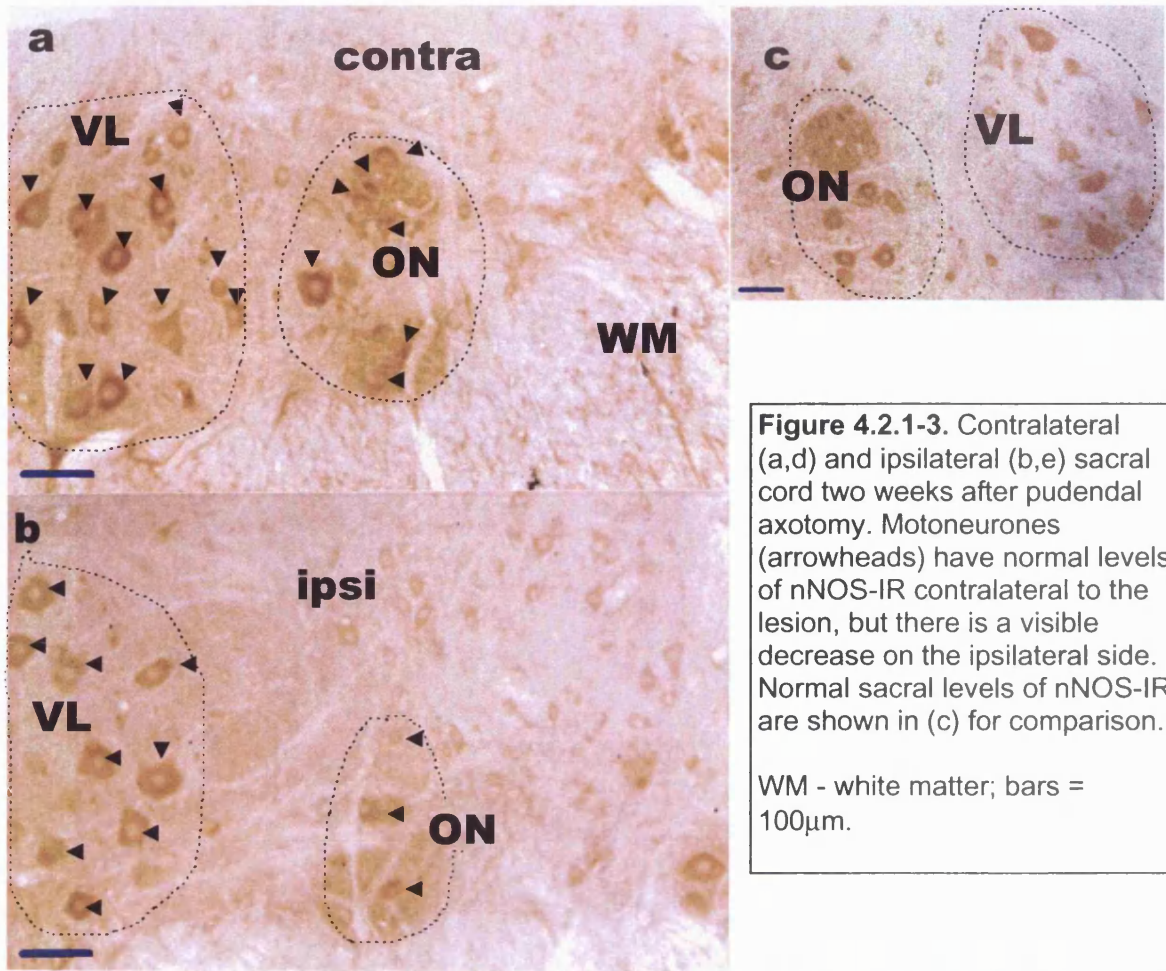 a
contra
VL
ON
WM
c
VL
ON
b
ipsi
VL
ON
Figure 4.2.1-3. Contralateral
(a,d) and ipsilateral (b,e) sacral
cord two weeks after pudendal
axotomy. Motoneurones
(arrowheads) have normal levels
of nNOS-IR contralateral to the
lesion, but there is a visible
decrease on the ipsilateral side.
Normal sacral levels of nNOS-IR
are shown in (c) for comparison.
WM - white matter; bars =
100μm.